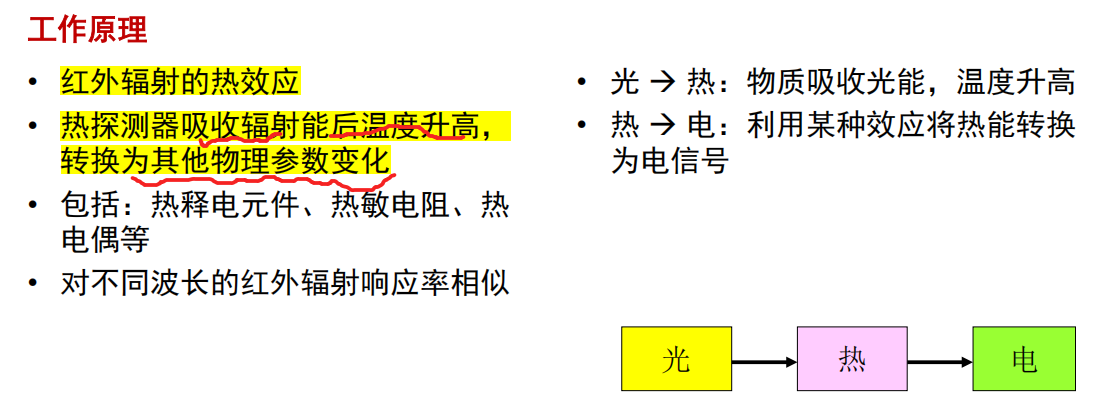 工作原理
• 红外辐射的热效应
• 热探测器吸收辐射能后温度升高，
转换为其他物理参数变化
• 包括：热释电元件、热敏电阻、热
电偶等
• 对不同波长的红外辐射响应率相似
• 光 → 热：物质吸收光能，温度升高
• 热 → 电：利用某种效应将热能转换
为电信号
光
热
电